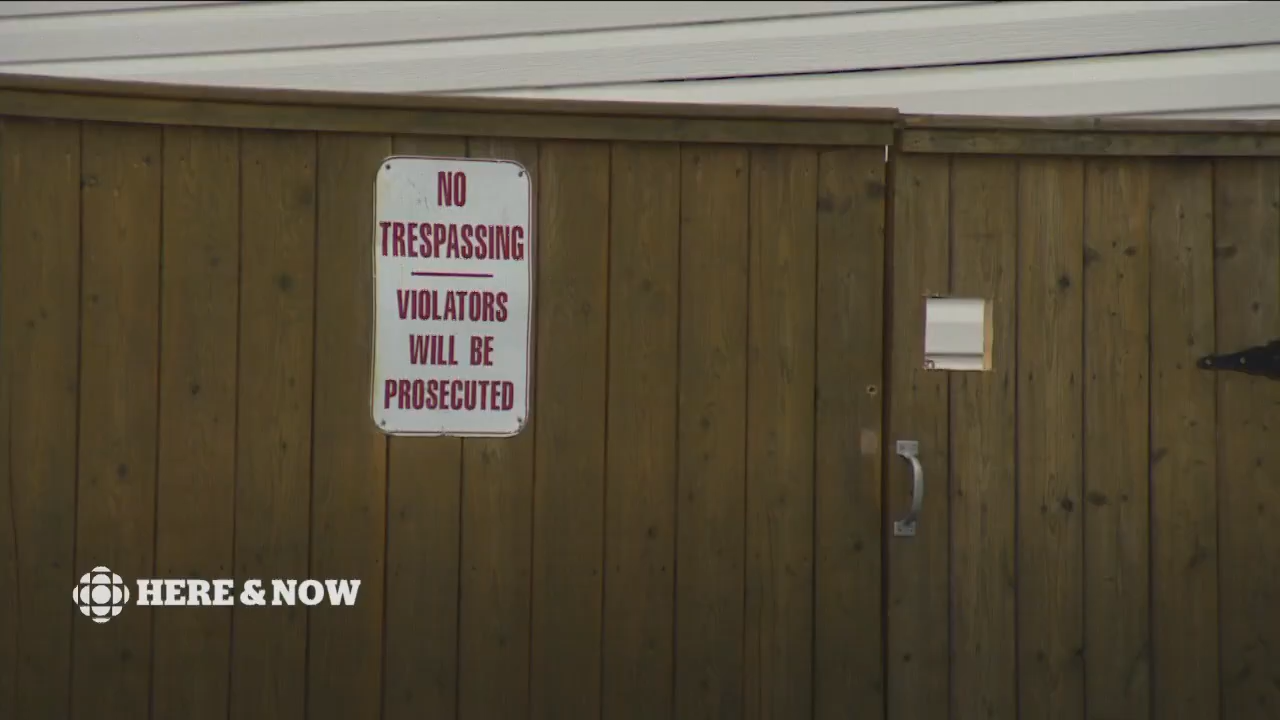 NO
TRESPASSING
VIOLATORS
WILL BE
PROSECUTED
HERE & NOW